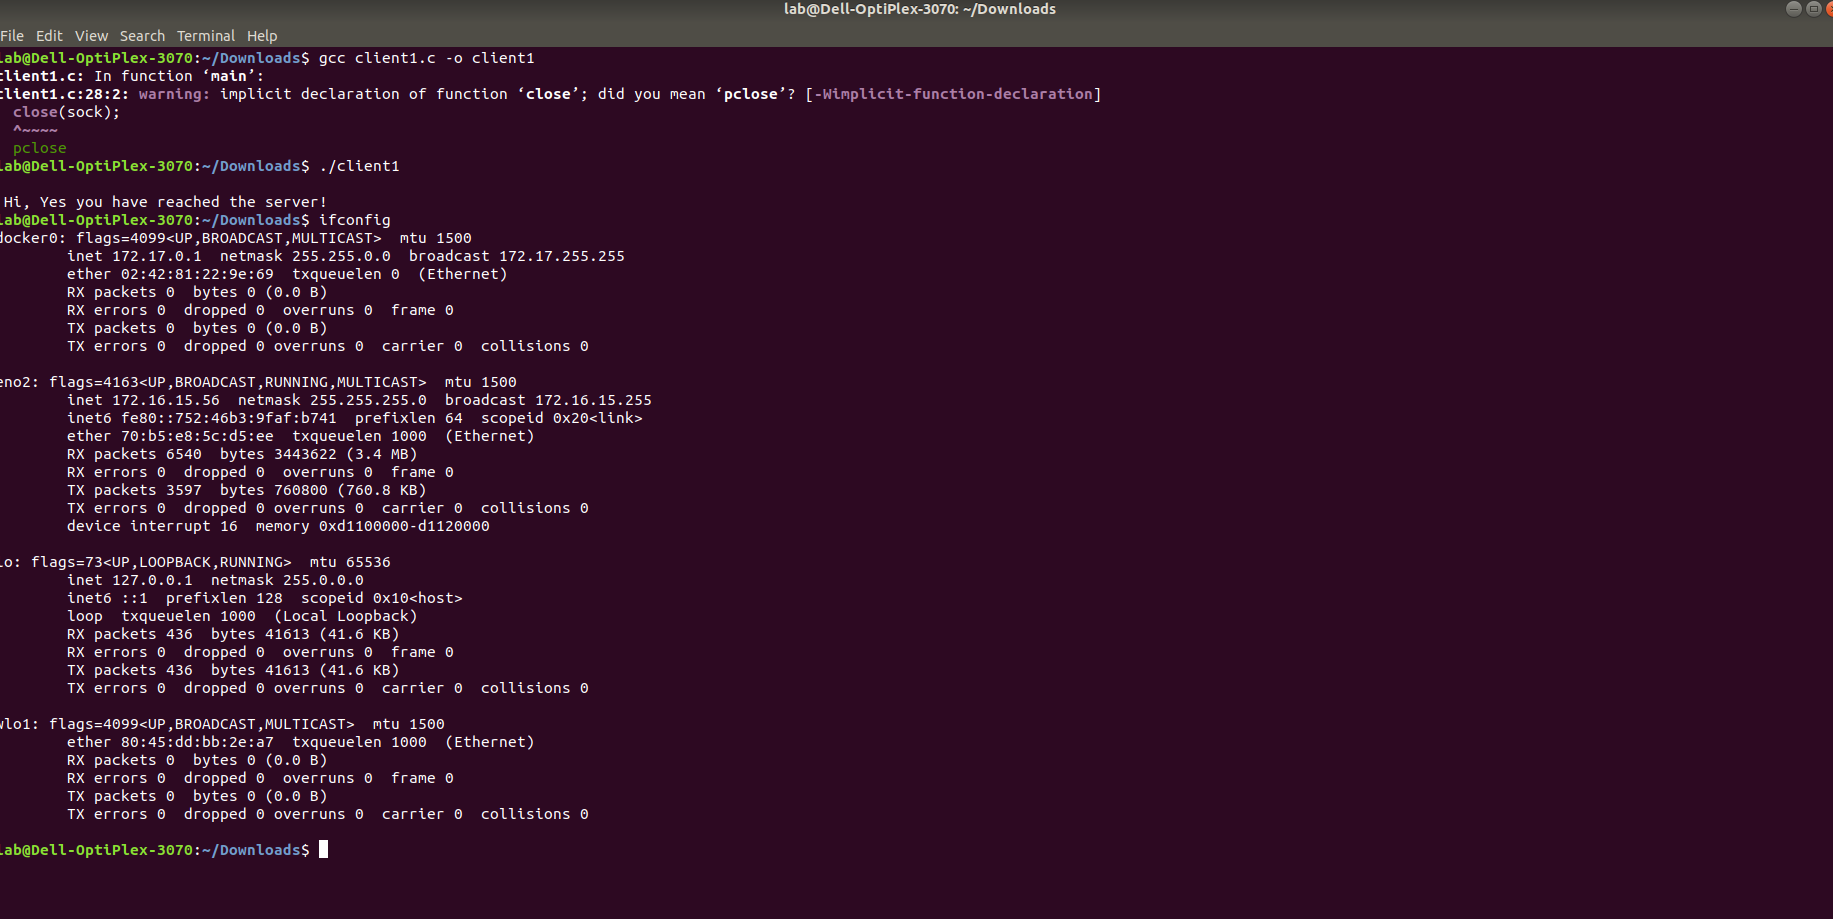 lab@Dell-OptiPlex-3070: ~/Downloads
File Edit View Search Terminal Help
lab@Dell-OptiPlex-3070:~/Downloads$ gcc client1.c -o client1
client1.c: In function ‘main’:
client1.c:28:2: warning: implicit declaration of function ‘close’; did you mean ‘pclose’? [-Wimplicit-function-declaration]
  close(sock);
  ^~~~~
  pclose
lab@Dell-OptiPlex-3070:~/Downloads$ ./client1

 Hi, Yes you have reached the server!
lab@Dell-OptiPlex-3070:~/Downloads$ ifconfig
docker0: flags=4099<UP,BROADCAST,MULTICAST>  mtu 1500
        inet 172.17.0.1  netmask 255.255.0.0  broadcast 172.17.255.255
        ether 02:42:81:22:9e:69  txqueuelen 0  (Ethernet)
        RX packets 0  bytes 0 (0.0 B)
        RX errors 0  dropped 0  overruns 0  frame 0
        TX packets 0  bytes 0 (0.0 B)
        TX errors 0  dropped 0 overruns 0  carrier 0  collisions 0

eno2: flags=4163<UP,BROADCAST,RUNNING,MULTICAST>  mtu 1500
        inet 172.16.15.56  netmask 255.255.255.0  broadcast 172.16.15.255
        inet6 fe80::752:46b3:9faf:b741  prefixlen 64  scopeid 0x20<link>
        ether 70:b5:e8:5c:d5:ee  txqueuelen 1000  (Ethernet)
        RX packets 6540  bytes 3443622 (3.4 MB)
        RX errors 0  dropped 0  overruns 0  frame 0
        TX packets 3597  bytes 760800 (760.8 KB)
        TX errors 0  dropped 0 overruns 0  carrier 0  collisions 0
        device interrupt 16  memory 0xd1100000-d1120000

lo: flags=73<UP,LOOPBACK,RUNNING>  mtu 65536
        inet 127.0.0.1  netmask 255.0.0.0
        inet6 ::1  prefixlen 128  scopeid 0x10<host>
        loop  txqueuelen 1000  (Local Loopback)
        RX packets 436  bytes 41613 (41.6 KB)
        RX errors 0  dropped 0  overruns 0  frame 0
        TX packets 436  bytes 41613 (41.6 KB)
        TX errors 0  dropped 0 overruns 0  carrier 0  collisions 0

wlo1: flags=4099<UP,BROADCAST,MULTICAST>  mtu 1500
        ether 80:45:dd:bb:2e:a7  txqueuelen 1000  (Ethernet)
        RX packets 0  bytes 0 (0.0 B)
        RX errors 0  dropped 0  overruns 0  frame 0
        TX packets 0  bytes 0 (0.0 B)
        TX errors 0  dropped 0 overruns 0  carrier 0  collisions 0

lab@Dell-OptiPlex-3070:~/Downloads$